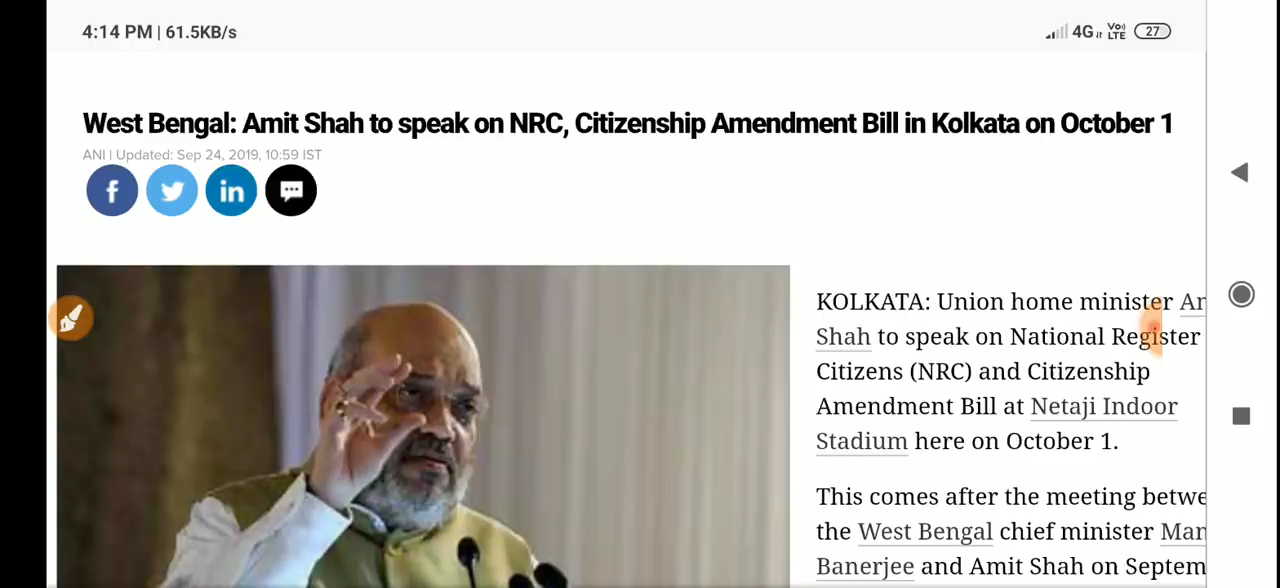 4:14 PM | 61.5KB/s
4G
Vo)
LTE
27
West Bengal: Amit Shah to speak on NRC, Citizenship Amendment Bill in Kolkata on October 1
ANI | Updated: Sep 24, 2019, 10:59 IST
f
in
KOLKATA: Union home minister
Shah to speak on National Register
Citizens (NRC) and Citizenship
Amendment Bill at Netaji Indoor
Stadium here on October 1.
This comes after the meeting
the West Bengal chief minister
Banerjee and Amit Shah on